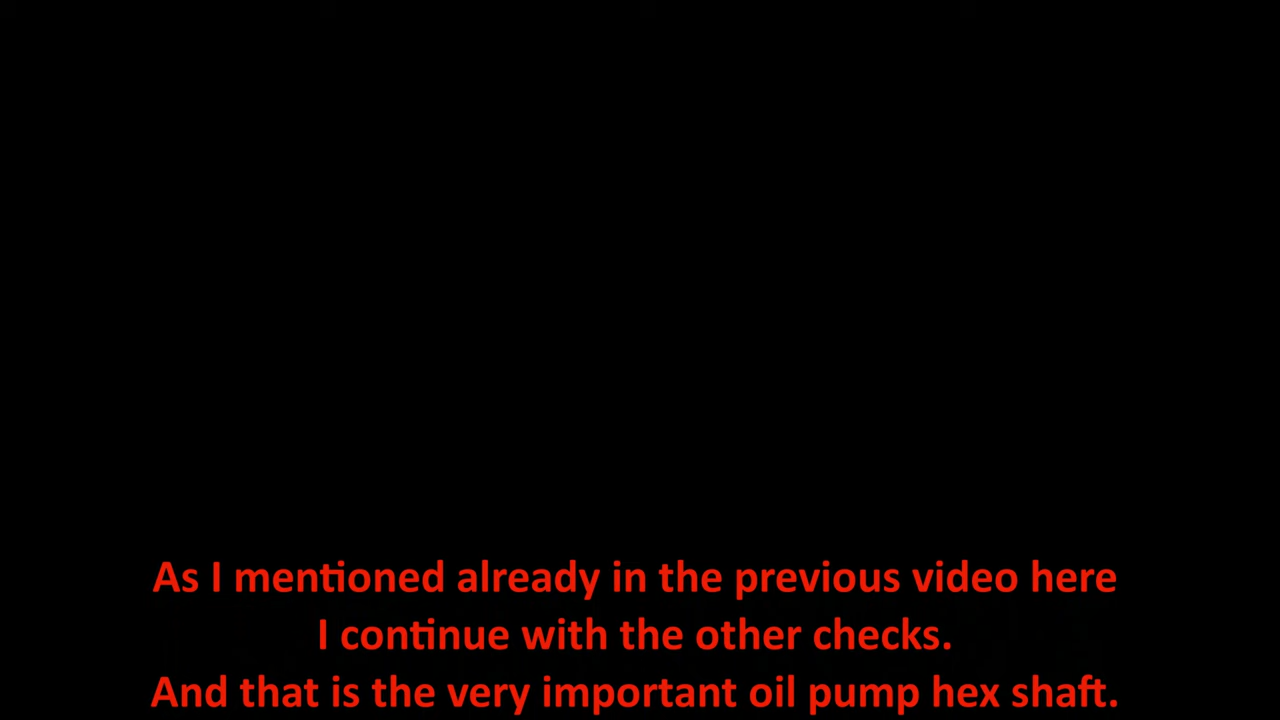 As I mentioned already in the previous video here
I continue with the other checks.
And that is the very important oil pump hex shaft.